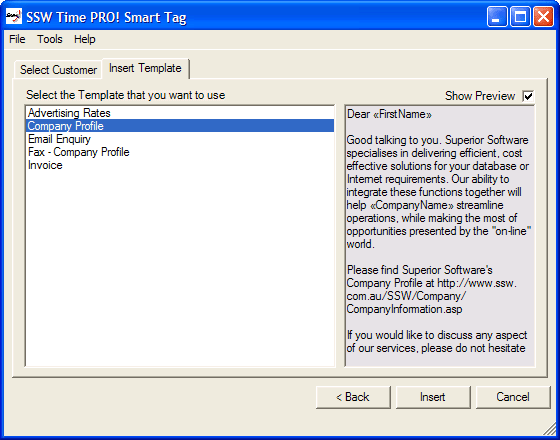 SSW Time PRO! Smart Tag
File Tools Help
Select Customer Insert Template
Select the Template that you want to use
Show Preview
Advertising Rates
Company Profile
Email Enquiry
Fax - Company Profile
Invoice
Dear «FirstName»
Good talking to you. Superior Software
specialises in delivering efficient, cost
effective solutions for your database or
Internet requirements. Our ability to
integrate these functions together will
help «CompanyName» streamline
operations, while making the most of
opportunities presented by the "on-line"
world.
Please find Superior Software's
Company Profile at http://www.ssw.
com.au/SSW/Company/
CompanyInformation.asp
If you would like to discuss any aspect
of our services, please do not hesitate
< Back Insert Cancel